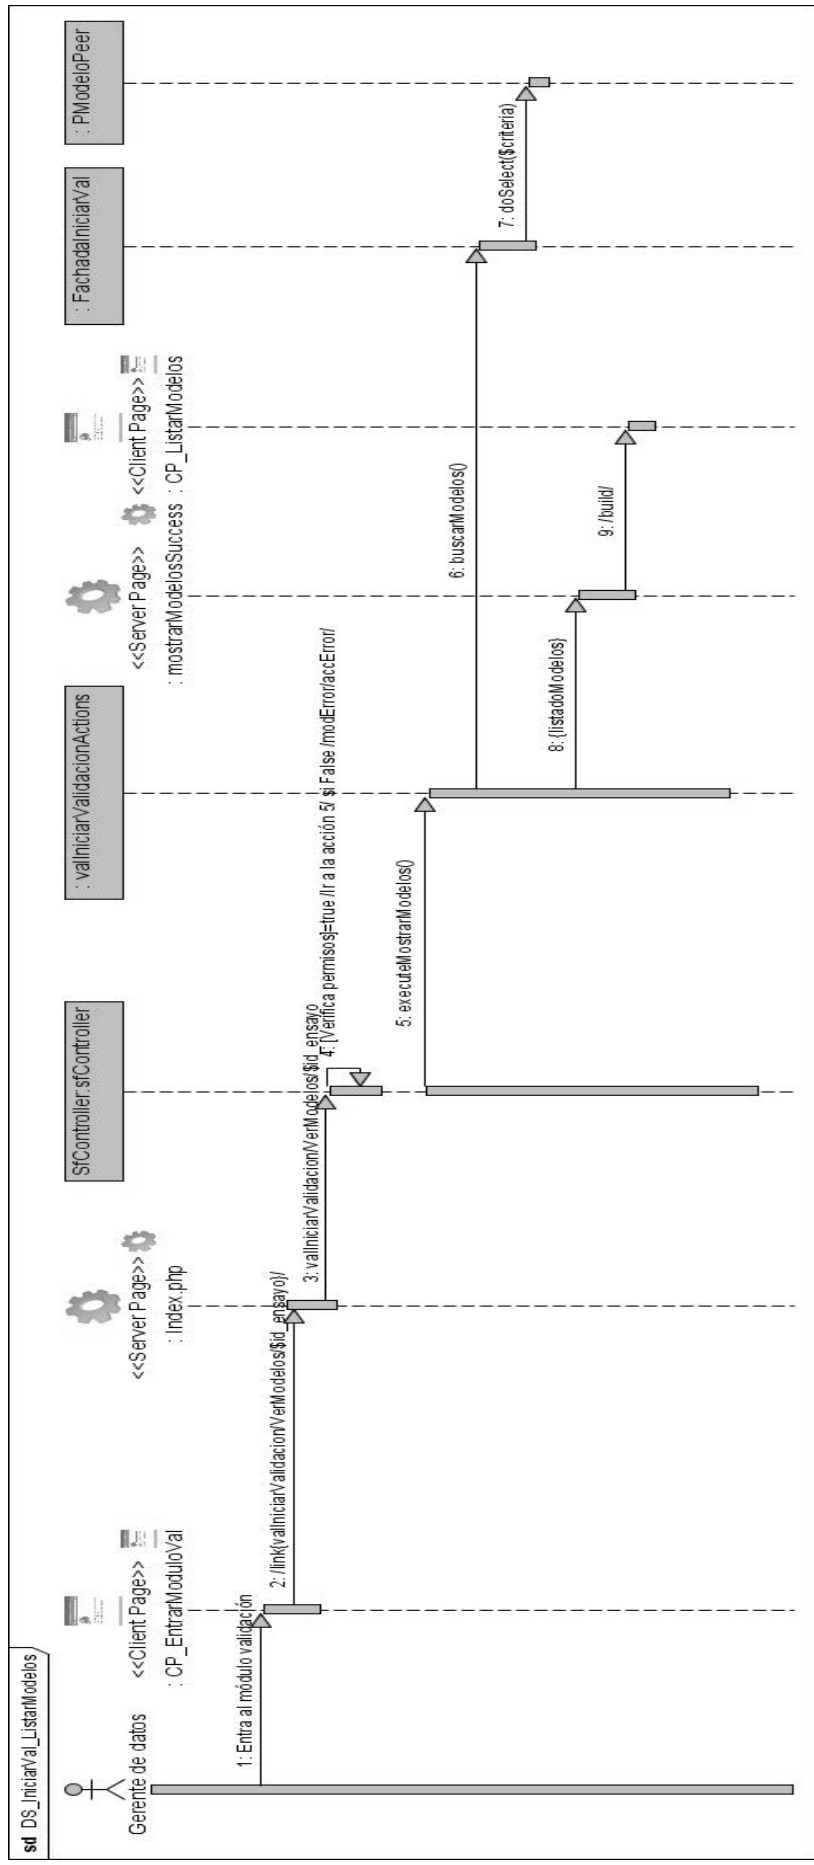 sd DS_IniciarVal_ListarModelos
Gerente de datos
<<Client Page>>
: CP_EntrarModuloVal
<<Server Page>>
: Index.php
SfController:sfController
: valIniciarValidacionActions
<<Server Page>>
: mostrarModelosSuccess
<<Client Page>>
: CP_ListarModelos
: FachadaIniciarVal
: PModeloPeer
1: Entra al módulo validación
2: /link{valIniciarValidacion/VerModelos/$id_ensayo}/
3: valIniciarValidacion/VerModelos/$id_ensayo
4: [Verifica permisos]=true /Ir a la acción 5/ si False /modError/accError/
5: executeMostrarModelos()
6: buscarModelos()
7: doSelect($criteria)
8: {listadoModelos}
9: /build/